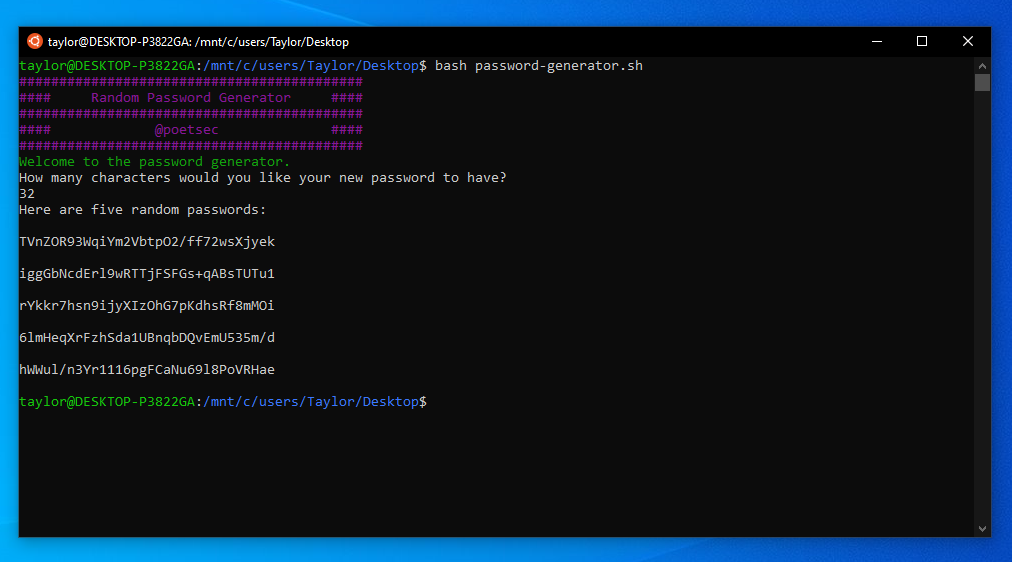 taylor@DESKTOP-P3822GA: /mnt/c/users/Taylor/Desktop
taylor@DESKTOP-P3822GA:/mnt/c/users/Taylor/Desktop$ bash password-generator.sh
###########################################
####     Random Password Generator     ####
###########################################
####             @poetsec              ####
###########################################
Welcome to the password generator.
How many characters would you like your new password to have?
32
Here are five random passwords:
TVnZOR93WqiYm2VbtpO2/ff72wsXjyek
iggGbNcdErl9wRTTjFSFGs+qABsTUTu1
rYkkr7hsn9ijyXIzOhG7pKdhsRf8mMOi
6lmHeqXrFzhSda1UBnqbDQvEmU535m/d
hWWul/n3Yr1116pgFCaNu69l8PoVRHae
taylor@DESKTOP-P3822GA:/mnt/c/users/Taylor/Desktop$